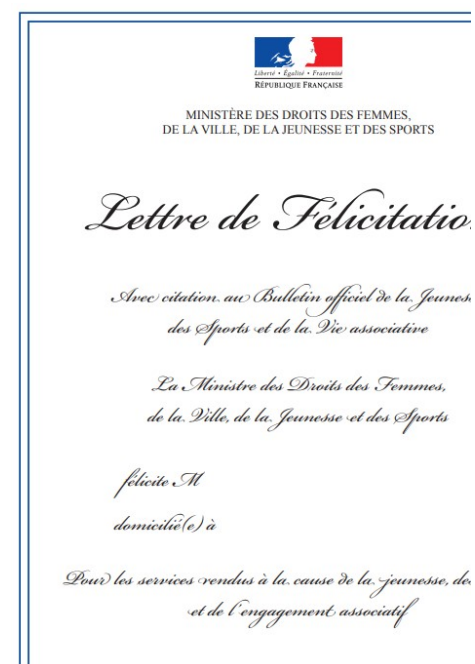 Liberté • Égalité • Fraternité
RÉPUBLIQUE FRANÇAISE
MINISTÈRE DES DROITS DES FEMMES,
DE LA VILLE, DE LA JEUNESSE ET DES SPORTS
Lettre de Félicitation
Avec citation au Bulletin officiel de la Jeuness
des Sports et de la Vie associative
La Ministre des Droits des Femmes,
de la Ville, de la Jeunesse et des Sports
félicite M
domicilié(e) à
Pour les services rendus à la cause de la jeunesse, des
et de l'engagement associatif